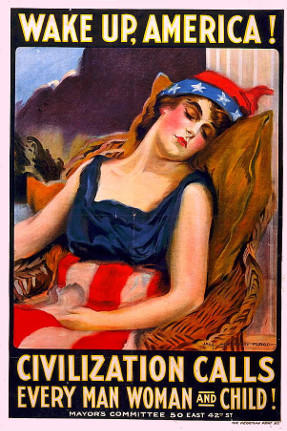 WAKE UP, AMERICA!
CIVILIZATION CALLS
EVERY MAN WOMAN AND CHILD!
MAYOR'S COMMITTEE 50 EAST 42ND ST